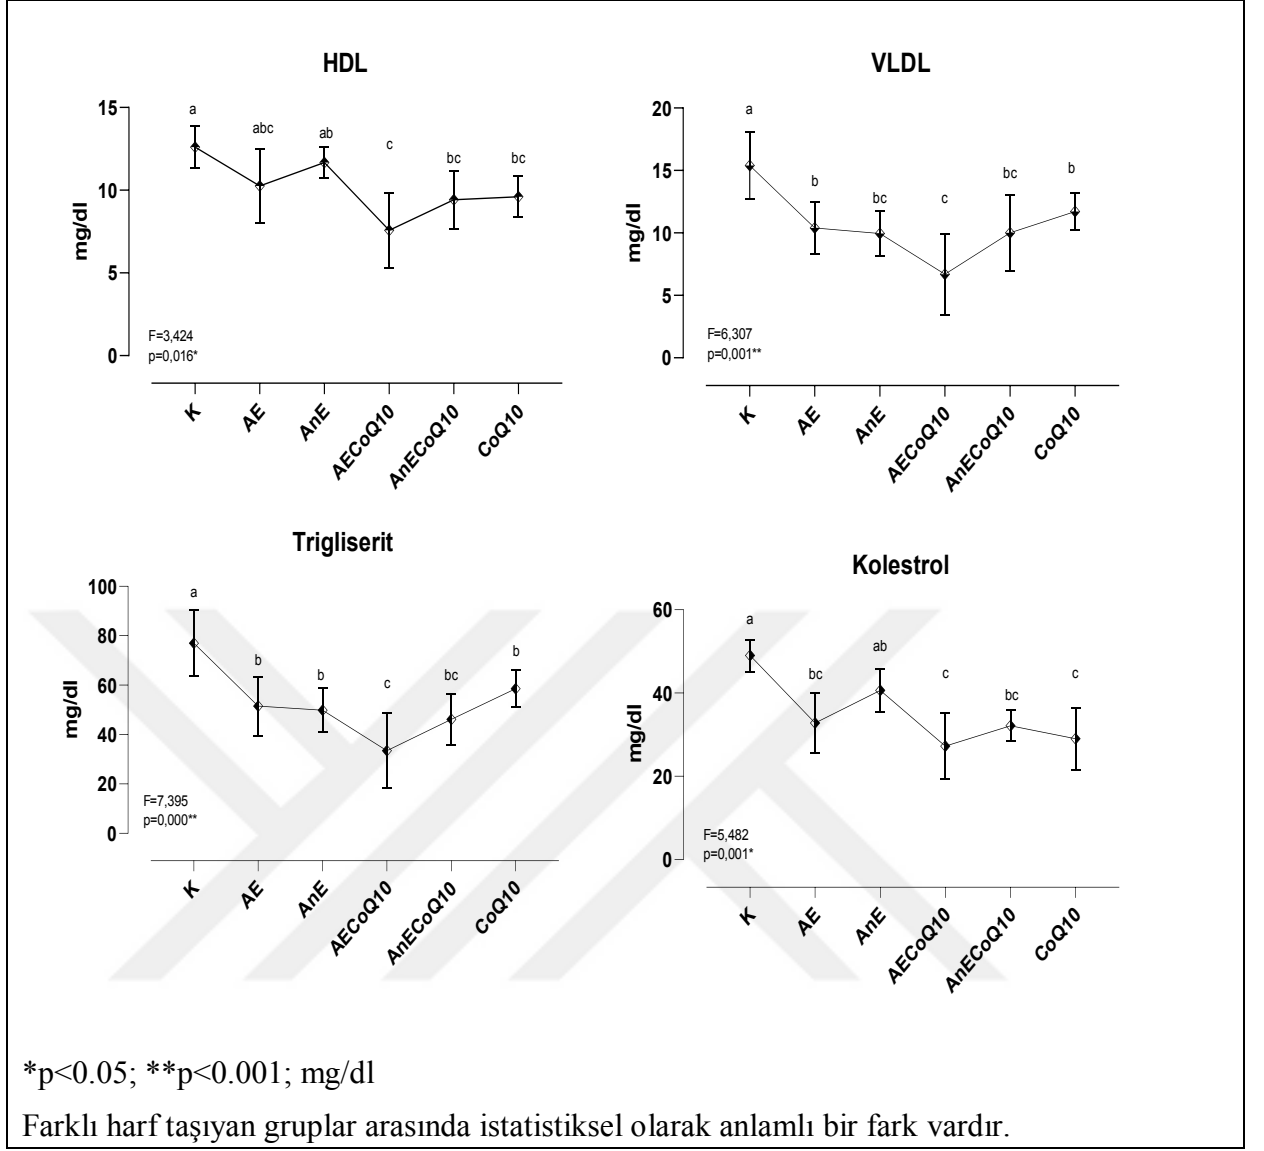 HDL
15
10
5
0
mg/dl
a
abc
ab
c
bc
bc
F=3,424
p=0,016*
K
AE
AnE
AECoQ10
AnECoQ10
CoQ10
VLDL
20
15
10
5
0
mg/dl
a
b
bc
c
bc
b
F=6,307
p=0,001**
K
AE
AnE
AECoQ10
AnECoQ10
CoQ10
Trigliserit
100
80
60
40
20
0
mg/dl
a
b
b
c
bc
b
F=7,395
p=0,000**
K
AE
AnE
AECoQ10
AnECoQ10
CoQ10
Kolestrol
60
40
20
0
mg/dl
a
bc
ab
c
bc
c
F=5,482
p=0,001*
K
AE
AnE
AECoQ10
AnECoQ10
CoQ10
*p<0.05; **p<0.001; mg/dl
Farklı harf taşıyan gruplar arasında istatistiksel olarak anlamlı bir fark vardır.